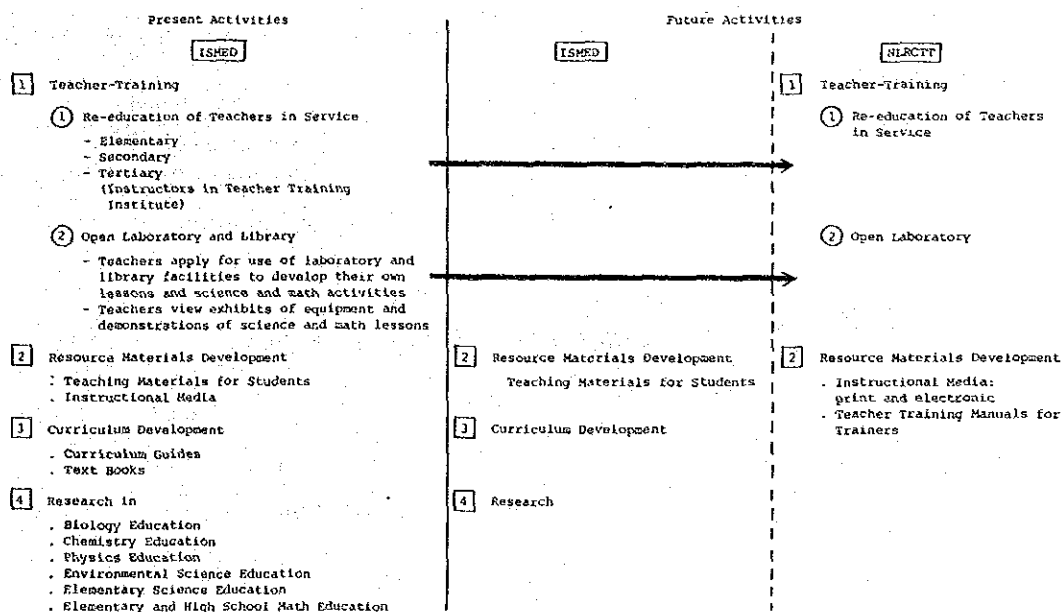 Present Activities
Future Activities
ISMED
ISMED
NLRCTT
1 Teacher-Training
1 Re-education of Teachers in Service
- Elementary
- Secondary
- Tertiary
(Instructors in Teacher Training
Institute)
2 Open Laboratory and Library
- Teachers apply for use of laboratory and
library facilities to develop their own
lessons and science and math activities
- Teachers view exhibits of equipment and
demonstrations of science and math lessons
2 Resource Materials Development
: Teaching Materials for Students
. Instructional Media
3 Curriculum Development
. Curriculum Guides
. Text Books
4 Research in
. Biology Education
. Chemistry Education
. Physics Education
. Environmental Science Education
. Elementary Science Education
. Elementary and High School Math Education
2 Resource Materials Development
Teaching Materials for Students
3 Curriculum Development
4 Research
1 Teacher-Training
1 Re-education of Teachers
in Service
2 Open Laboratory
2 Resource Materials Development
. Instructional Media:
print and electronic
. Teacher Training Manuals for
Trainers